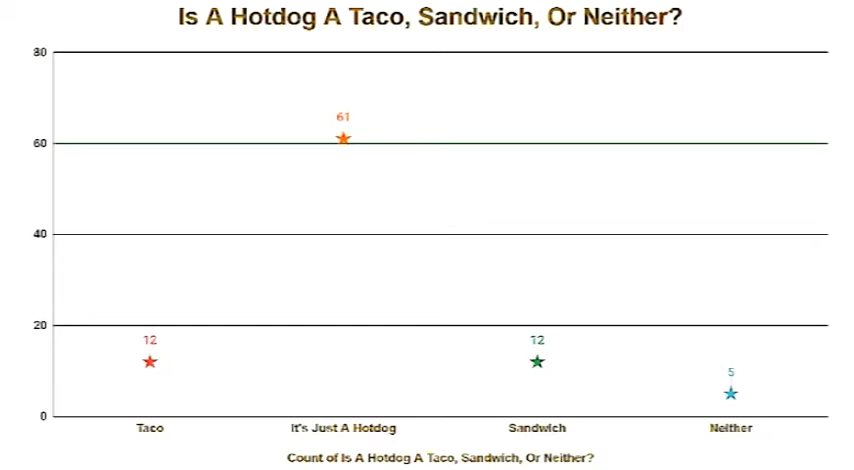 Is A Hotdog A Taco, Sandwich, Or Neither?
80
61
60
40
20
12
12
5
0
Taco
It's Just A Hotdog
Sandwich
Neither
Count of Is A Hotdog A Taco, Sandwich, Or Neither?